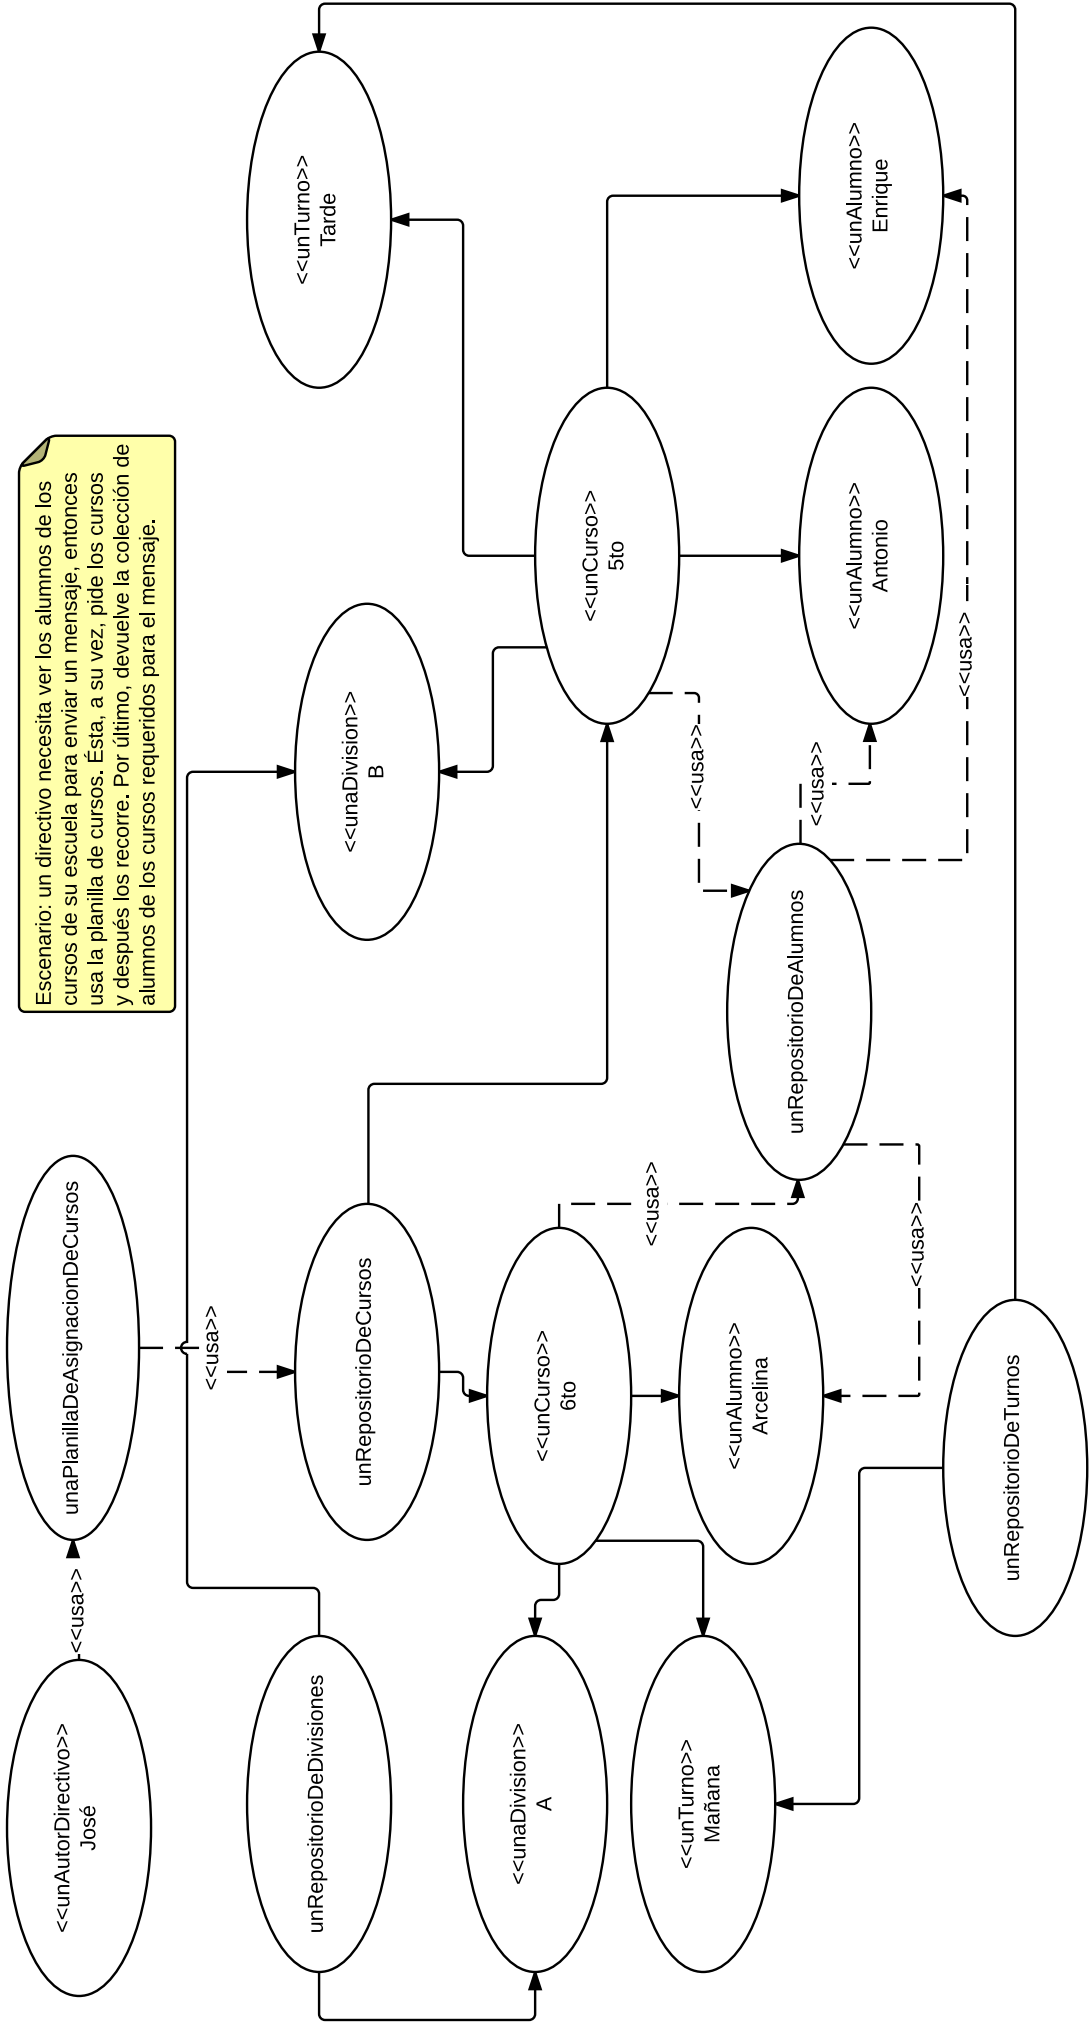 Escenario: un directivo necesita ver los alumnos de los
cursos de su escuela para enviar un mensaje, entonces
usa la planilla de cursos. Ésta, a su vez, pide los cursos
y después los recorre. Por último, devuelve la colección de
alumnos de los cursos requeridos para el mensaje.
<<unAutorDirectivo>>
José
<<usa>>
unaPlanillaDeAsignacionDeCursos
<<usa>>
unRepositorioDeDivisiones
unRepositorioDeCursos
<<unaDivision>>
B
<<unTurno>>
Tarde
<<unaDivision>>
A
<<unCurso>>
6to
<<unCurso>>
5to
<<usa>>
<<usa>>
<<unTurno>>
Mañana
<<unAlumno>>
Arcelina
unRepositorioDeAlumnos
<<usa>>
<<unAlumno>>
Antonio
<<unAlumno>>
Enrique
<<usa>>
<<usa>>
unRepositorioDeTurnos